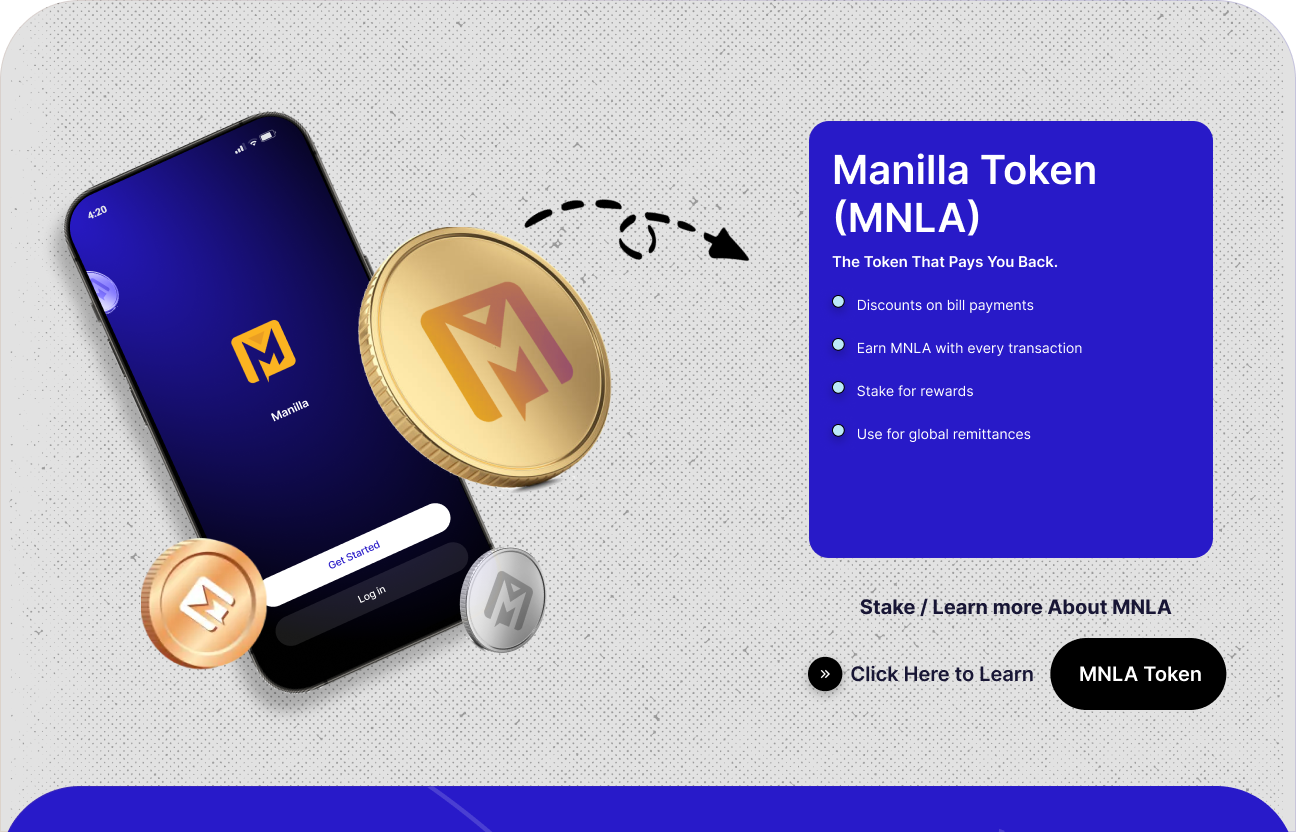 4:20
Manilla
Get Started
Log in
Manilla Token
(MNLA)
The Token That Pays You Back.
Discounts on bill payments
Earn MNLA with every transaction
Stake for rewards
Use for global remittances
Stake / Learn more About MNLA
» Click Here to Learn
MNLA Token